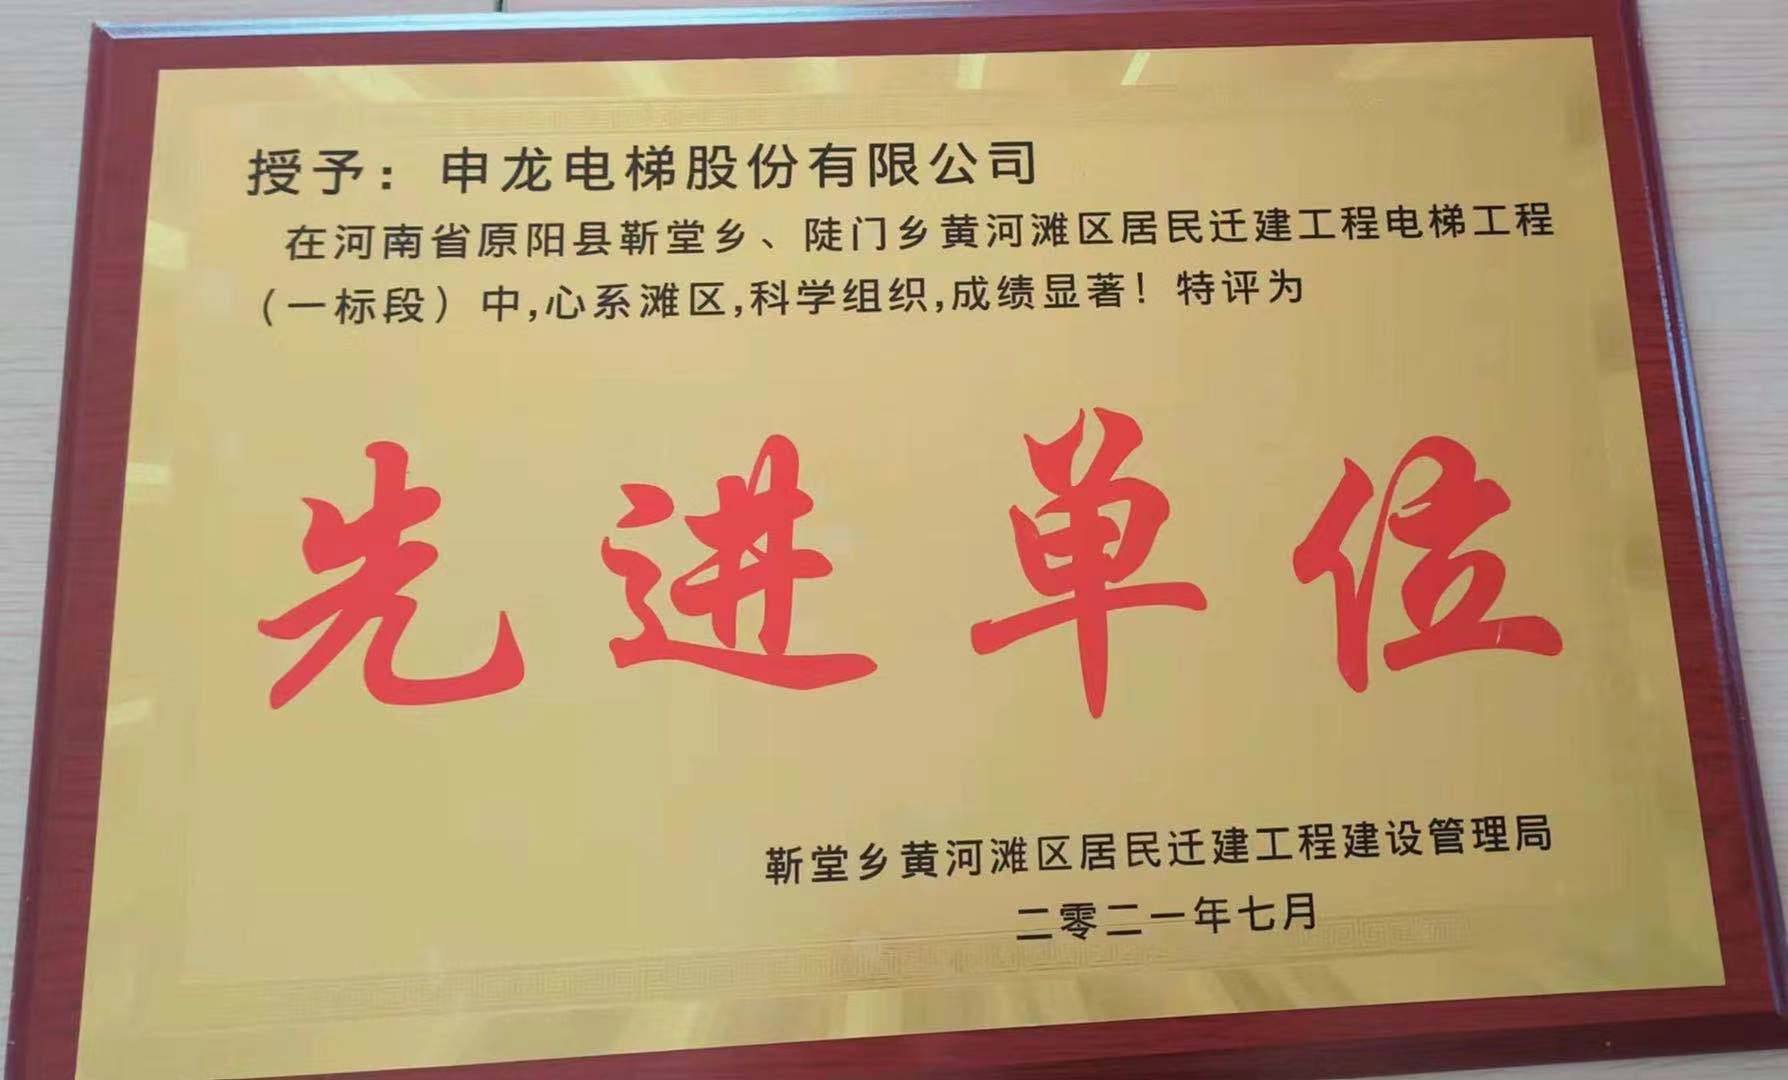 授予：申龙电梯股份有限公司
在河南省原阳县靳堂乡、陡门乡黄河滩区居民迁建工程电梯工程
（一标段）中,心系滩区,科学组织,成绩显著！特评为
先进单位
靳堂乡黄河滩区居民迁建工程建设管理局
二零二一年七月